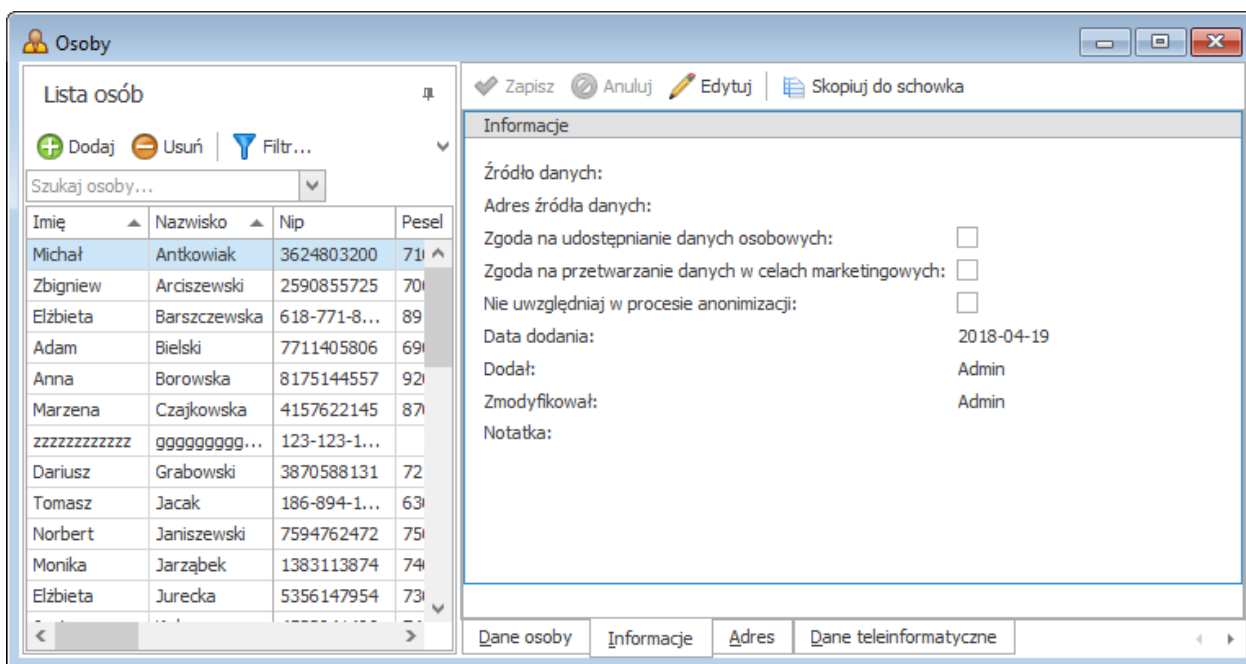 Osoby
Lista osób
Dodaj Usuń Filtr...
Szukaj osoby...
Imię Nazwisko Nip Pesel
Michał Antkowiak 3624803200
Zbigniew Arciszewski 2590855725
Elżbieta Barszczewska 618-771-8... 89
Adam Bielski 7711405806
Anna Borowska 8175144557
Marzena Czajkowska 4157622145
zzzzzzzzzzzz ggggggggg... 123-123-1...
Dariusz Grabowski 3870588131 72
Tomasz Jacak 186-894-1...
Norbert Janiszewski 7594762472
Monika Jarząbek 1383113874
Elżbieta Jurecka 5356147954
Zapisz Anuluj Edytuj Skopiuj do schowka
Informacje
Źródło danych:
Adres źródła danych:
Zgoda na udostępnianie danych osobowych:
Zgoda na przetwarzanie danych w celach marketingowych:
Nie uwzględniaj w procesie anonimizacji:
Data dodania: 2018-04-19
Dodał: Admin
Zmodyfikował: Admin
Notatka:
Dane osoby Informacje Adres Dane teleinformatyczne